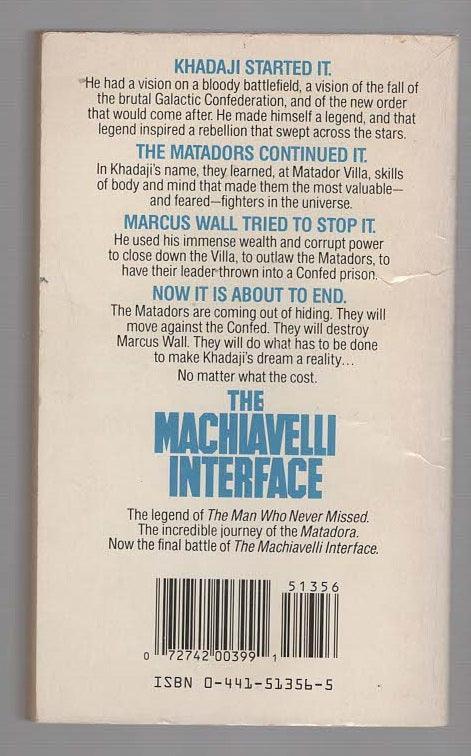 KHADAJI STARTED IT.
He had a vision on a bloody battlefield, a vision of the fall of
the brutal Galactic Confederation, and of the new order
that would come after. He made himself a legend, and that
legend inspired a rebellion that swept across the stars.
THE MATADORS CONTINUED IT.
In Khadaji's name, they learned, at Matador Villa, skills
of body and mind that made them the most valuable—
and feared—fighters in the universe.
MARCUS WALL TRIED TO STOP IT.
He used his immense wealth and corrupt power
to close down the Villa, to outlaw the Matadors, to
have their leader thrown into a Confed prison.
NOW IT IS ABOUT TO END.
The Matadors are coming out of hiding. They will
move against the Confed. They will destroy
Marcus Wall. They will do what has to be done
to make Khadaji's dream a reality...
No matter what the cost.
THE
MACHIAVELLI
INTERFACE
The legend of The Man Who Never Missed.
The incredible journey of the Matadora.
Now the final battle of The Machiavelli Interface.
51356
0 72742 00399 1
ISBN 0-441-51356-5